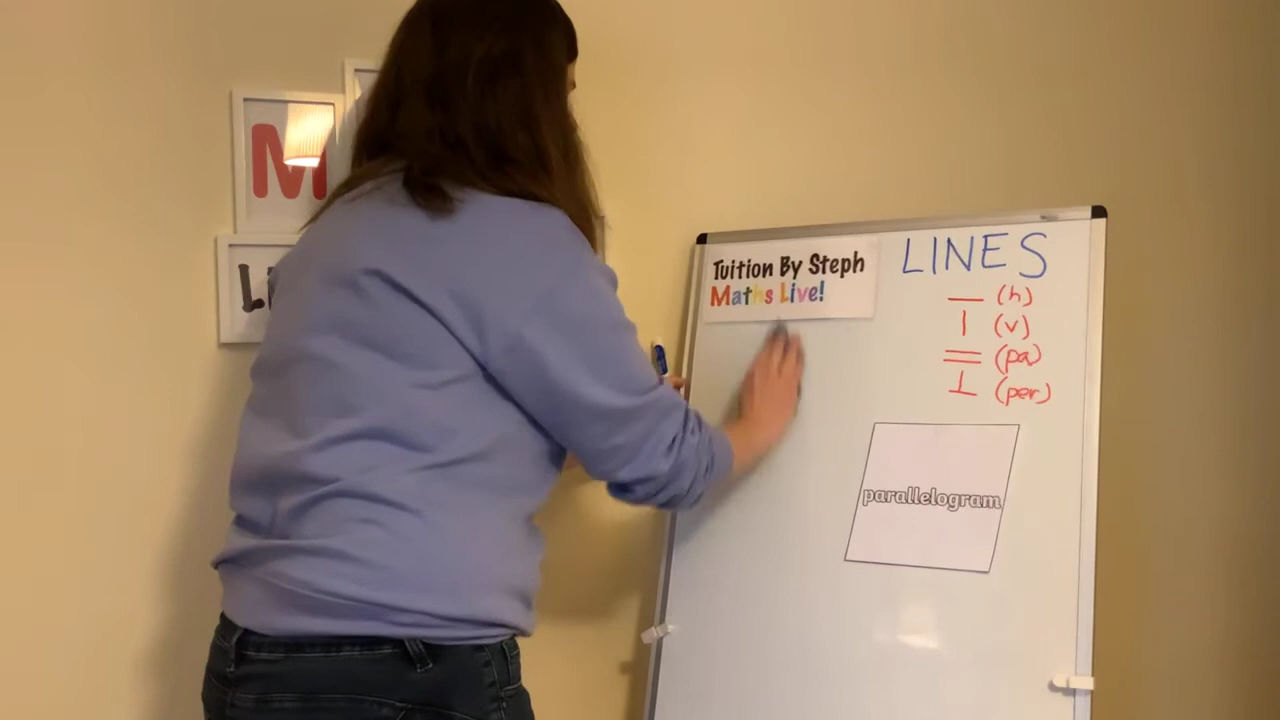 M
L
Tuition By Steph
Maths Live!
LINES
(h)
(v)
(pa)
(per)
parallelogram